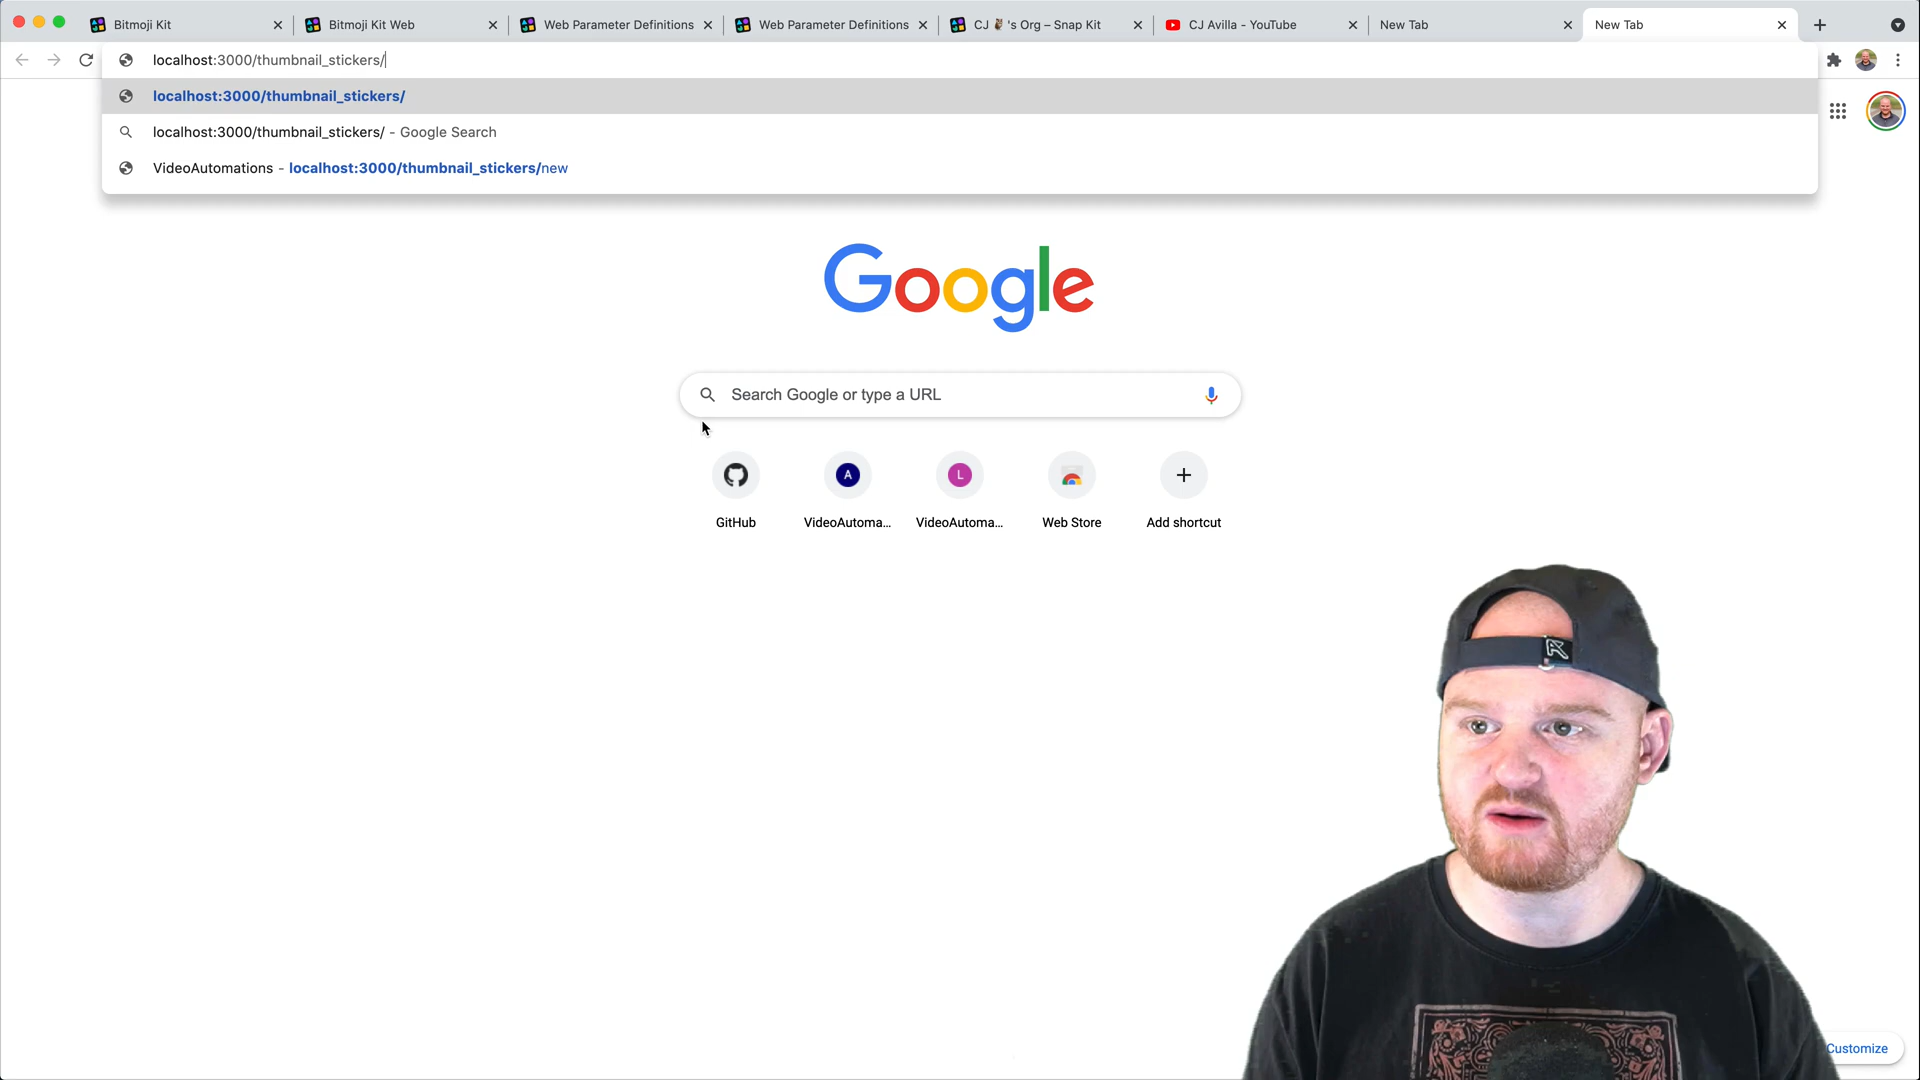 Bitmoji Kit
Bitmoji Kit Web
Web Parameter Definitions
Web Parameter Definitions
CJ 's Org – Snap Kit
CJ Avilla - YouTube
New Tab
New Tab
localhost:3000/thumbnail_stickers/
localhost:3000/thumbnail_stickers/
localhost:3000/thumbnail_stickers/ - Google Search
VideoAutomations - localhost:3000/thumbnail_stickers/new
Google
Search Google or type a URL
A
L
GitHub
VideoAutoma...
VideoAutoma...
Web Store
Add shortcut
Customize